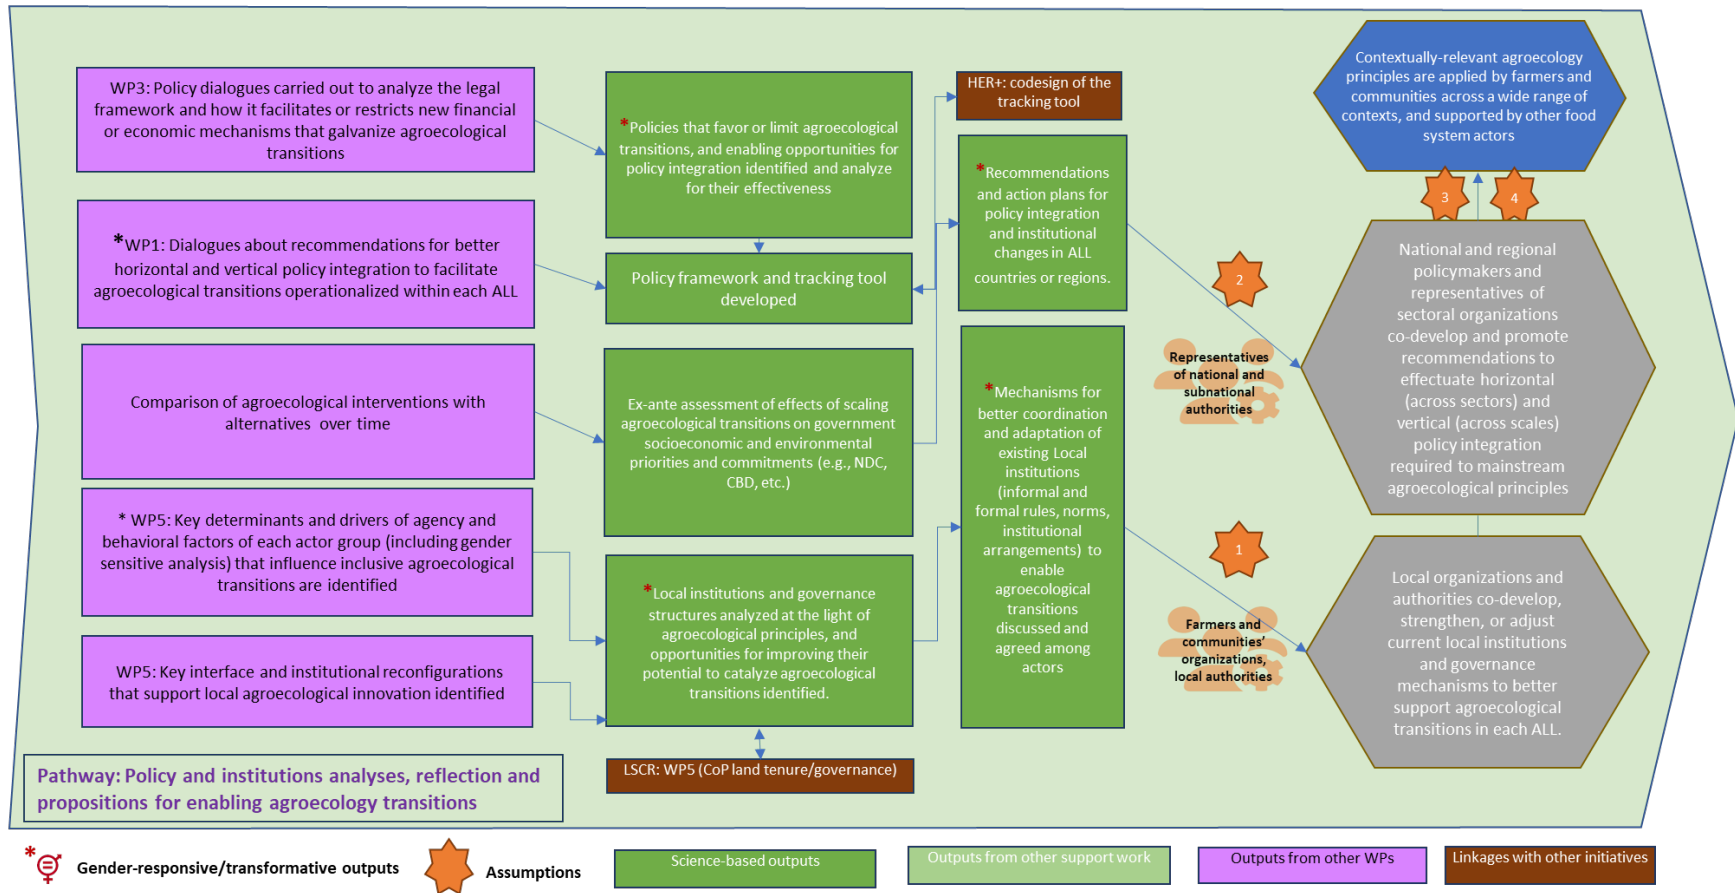 WP3: Policy dialogues carried out to analyze the legal
framework and how it facilitates or restricts new financial
or economic mechanisms that galvanize agroecological
transitions
*WP1: Dialogues about recommendations for better
horizontal and vertical policy integration to facilitate
agroecological transitions operationalized within each ALL
Comparison of agroecological interventions with
alternatives over time
* WP5: Key determinants and drivers of agency and
behavioral factors of each actor group (including gender
sensitive analysis) that influence inclusive agroecological
transitions are identified
WP5: Key interface and institutional reconfigurations
that support local agroecological innovation identified
Pathway: Policy and institutions analyses, reflection and
propositions for enabling agroecology transitions
*Policies that favor or limit agroecological
transitions, and enabling opportunities for
policy integration identified and analyze
for their effectiveness
Policy framework and tracking tool
developed
Ex-ante assessment of effects of scaling
agroecological transitions on government
socioeconomic and environmental
priorities and commitments (e.g., NDC,
CBD, etc.)
*Local institutions and governance
structures analyzed at the light of
agroecological principles, and
opportunities for improving their
potential to catalyze agroecological
transitions identified.
LSCR: WP5 (CoP land tenure/governance)
HER+: codesign of the
tracking tool
*Recommendations
and action plans for
policy integration
and institutional
changes in ALL
countries or regions.
*Mechanisms for
better coordination
and adaptation of
existing Local
institutions
(informal and
formal rules, norms,
institutional
arrangements) to
enable
agroecological
transitions
discussed and
agreed among
actors
2
Representatives
of national and
subnational
authorities
1
Farmers and
communities'
organizations,
local authorities
Contextually-relevant agroecology
principles are applied by farmers and
communities across a wide range of
contexts, and supported by other food
system actors
3
4
National and regional
policymakers and
representatives of
sectoral organizations
co-develop and promote
recommendations to
effectuate horizontal
(across sectors) and
vertical (across scales)
policy integration
required to mainstream
agroecological principles
Local organizations and
authorities co-develop,
strengthen, or adjust
current local institutions
and governance
mechanisms to better
support agroecological
transitions in each ALL.
* Gender-responsive/transformative outputs
Assumptions
Science-based outputs
Outputs from other support work
Outputs from other WPs
Linkages with other initiatives